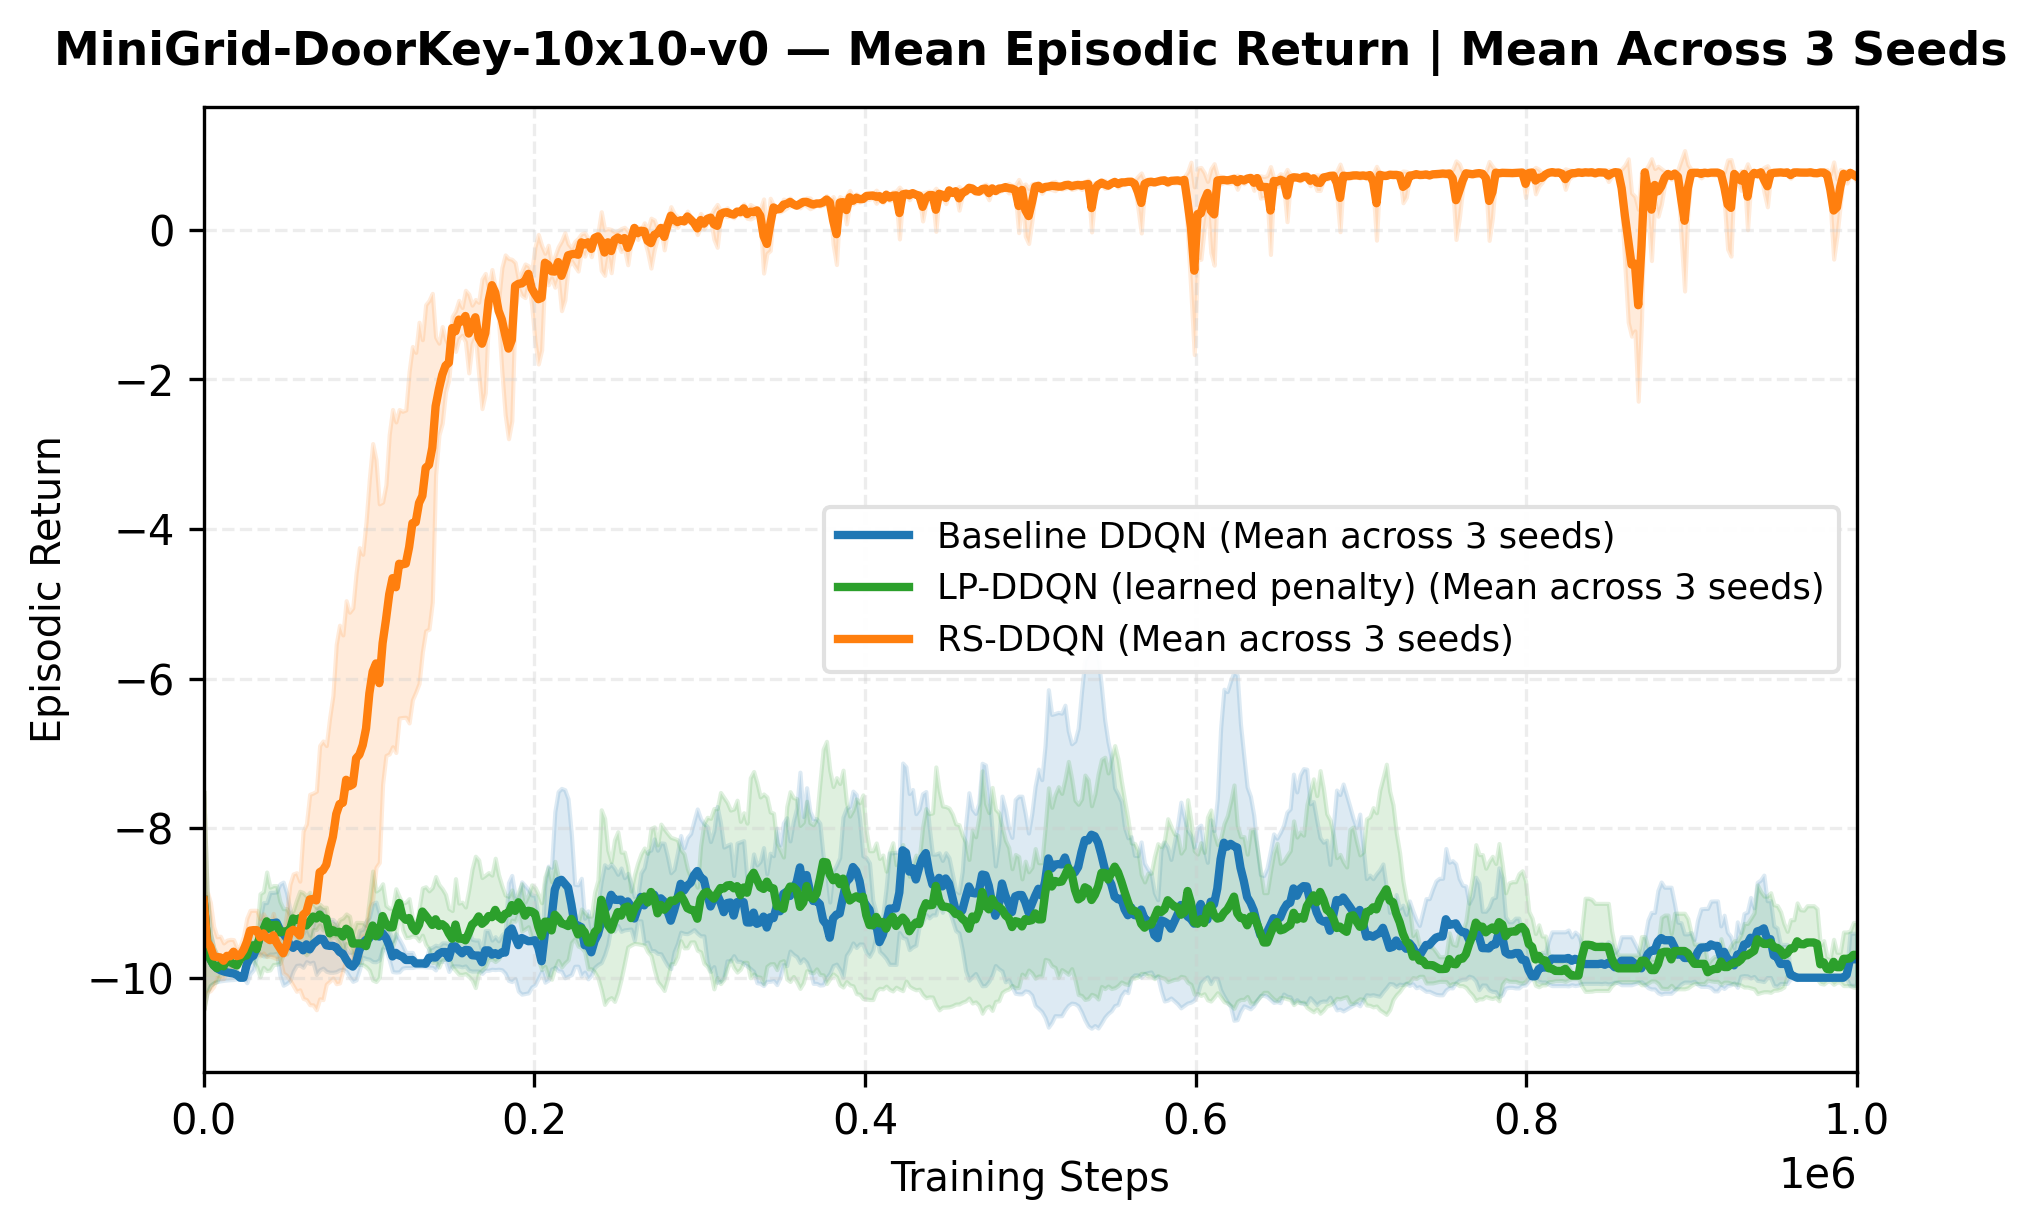 MiniGrid-DoorKey-10x10-v0 — Mean Episodic Return | Mean Across 3 Seeds
Episodic Return
0
−2
−4
−6
−8
−10
Baseline DDQN (Mean across 3 seeds)
LP-DDQN (learned penalty) (Mean across 3 seeds)
RS-DDQN (Mean across 3 seeds)
0.0 0.2 0.4 0.6 0.8 1.0
Training Steps
1e6